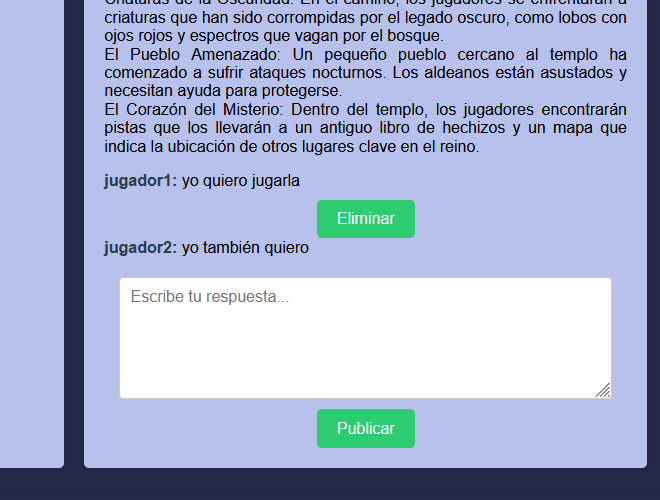 Criaturas de la Oscuridad: En el camino, los jugadores se enfrentarán a
criaturas que han sido corrompidas por el legado oscuro, como lobos con
ojos rojos y espectros que vagan por el bosque.
El Pueblo Amenazado: Un pequeño pueblo cercano al templo ha
comenzado a sufrir ataques nocturnos. Los aldeanos están asustados y
necesitan ayuda para protegerse.
El Corazón del Misterio: Dentro del templo, los jugadores encontrarán
pistas que los llevarán a un antiguo libro de hechizos y un mapa que
indica la ubicación de otros lugares clave en el reino.
jugador1: yo quiero jugarla
Eliminar
jugador2: yo también quiero
Escribe tu respuesta...
Publicar